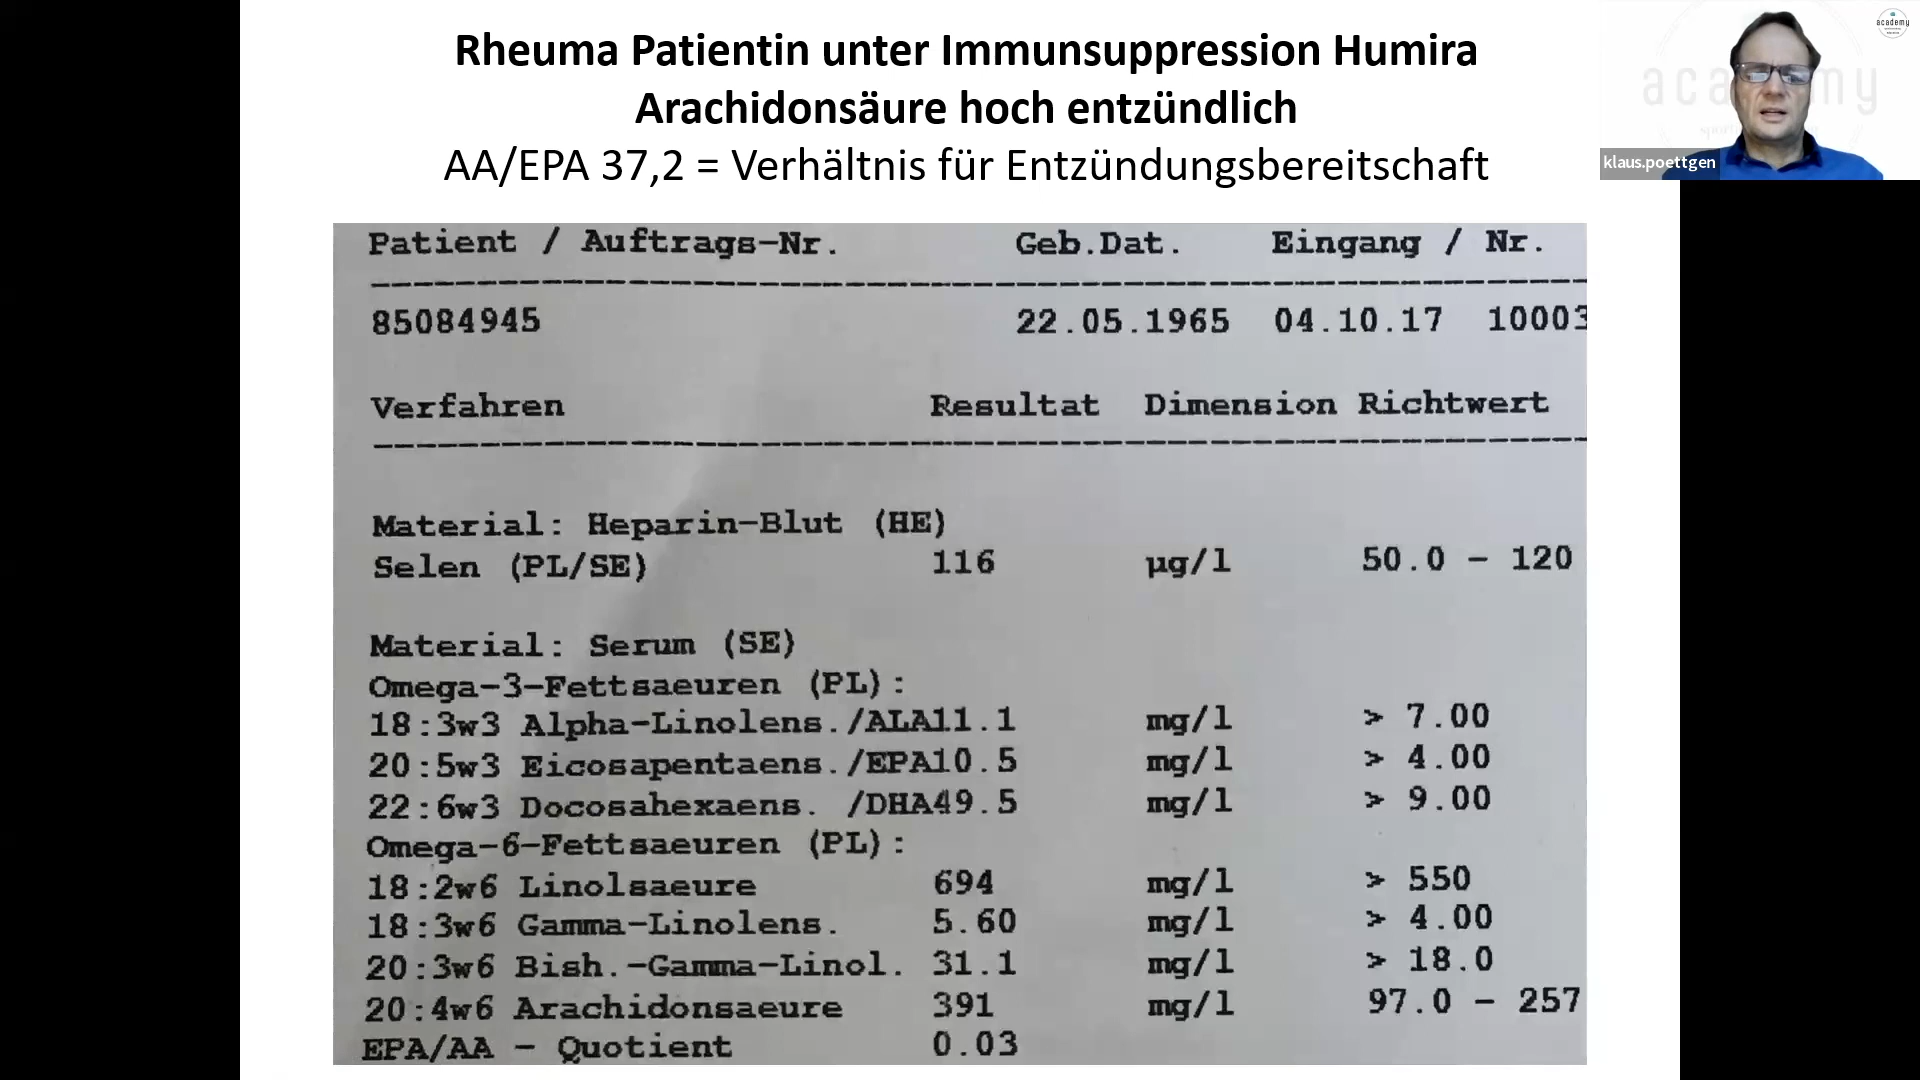 Rheuma Patientin unter Immunsuppression Humira
Arachidonsäure hoch entzündlich
AA/EPA 37,2 = Verhältnis für Entzündungsbereitschaft
academy
klaus.poettgen
Patient / Auftrags-Nr. Geb.Dat. Eingang / Nr.
85084945 22.05.1965 04.10.17 10003
Verfahren Resultat Dimension Richtwert
Material: Heparin-Blut (HE)
Selen (PL/SE) 116 µg/l 50.0 - 120
Material: Serum (SE)
Omega-3-Fettsaeuren (PL):
18:3w3 Alpha-Linolens./ALA11.1 mg/l > 7.00
20:5w3 Eicosapentaens./EPA10.5 mg/l > 4.00
22:6w3 Docosahexaens. /DHA49.5 mg/l > 9.00
Omega-6-Fettsaeuren (PL):
18:2w6 Linolsaeure 694 mg/l > 550
18:3w6 Gamma-Linolens. 5.60 mg/l > 4.00
20:3w6 Bish.-Gamma-Linol. 31.1 mg/l > 18.0
20:4w6 Arachidonsaeure 391 mg/l 97.0 - 257
EPA/AA - Quotient 0.03